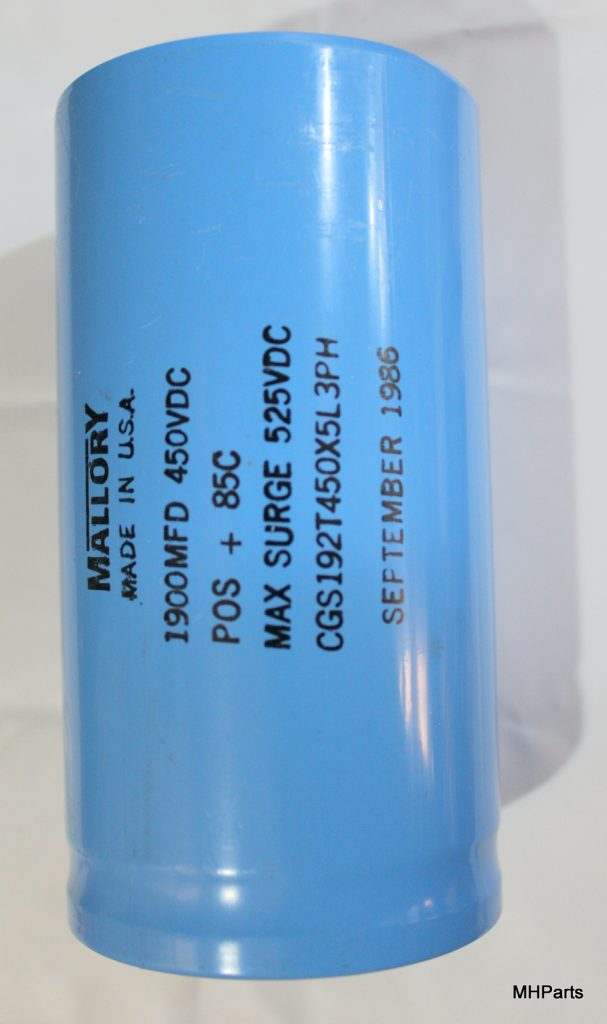 MALLORY
MADE IN U.S.A.
1900MFD 450VDC
POS + 85C
MAX SURGE 525VDC
CGS192T450X5L3PH
SEPTEMBER 1986
MHParts